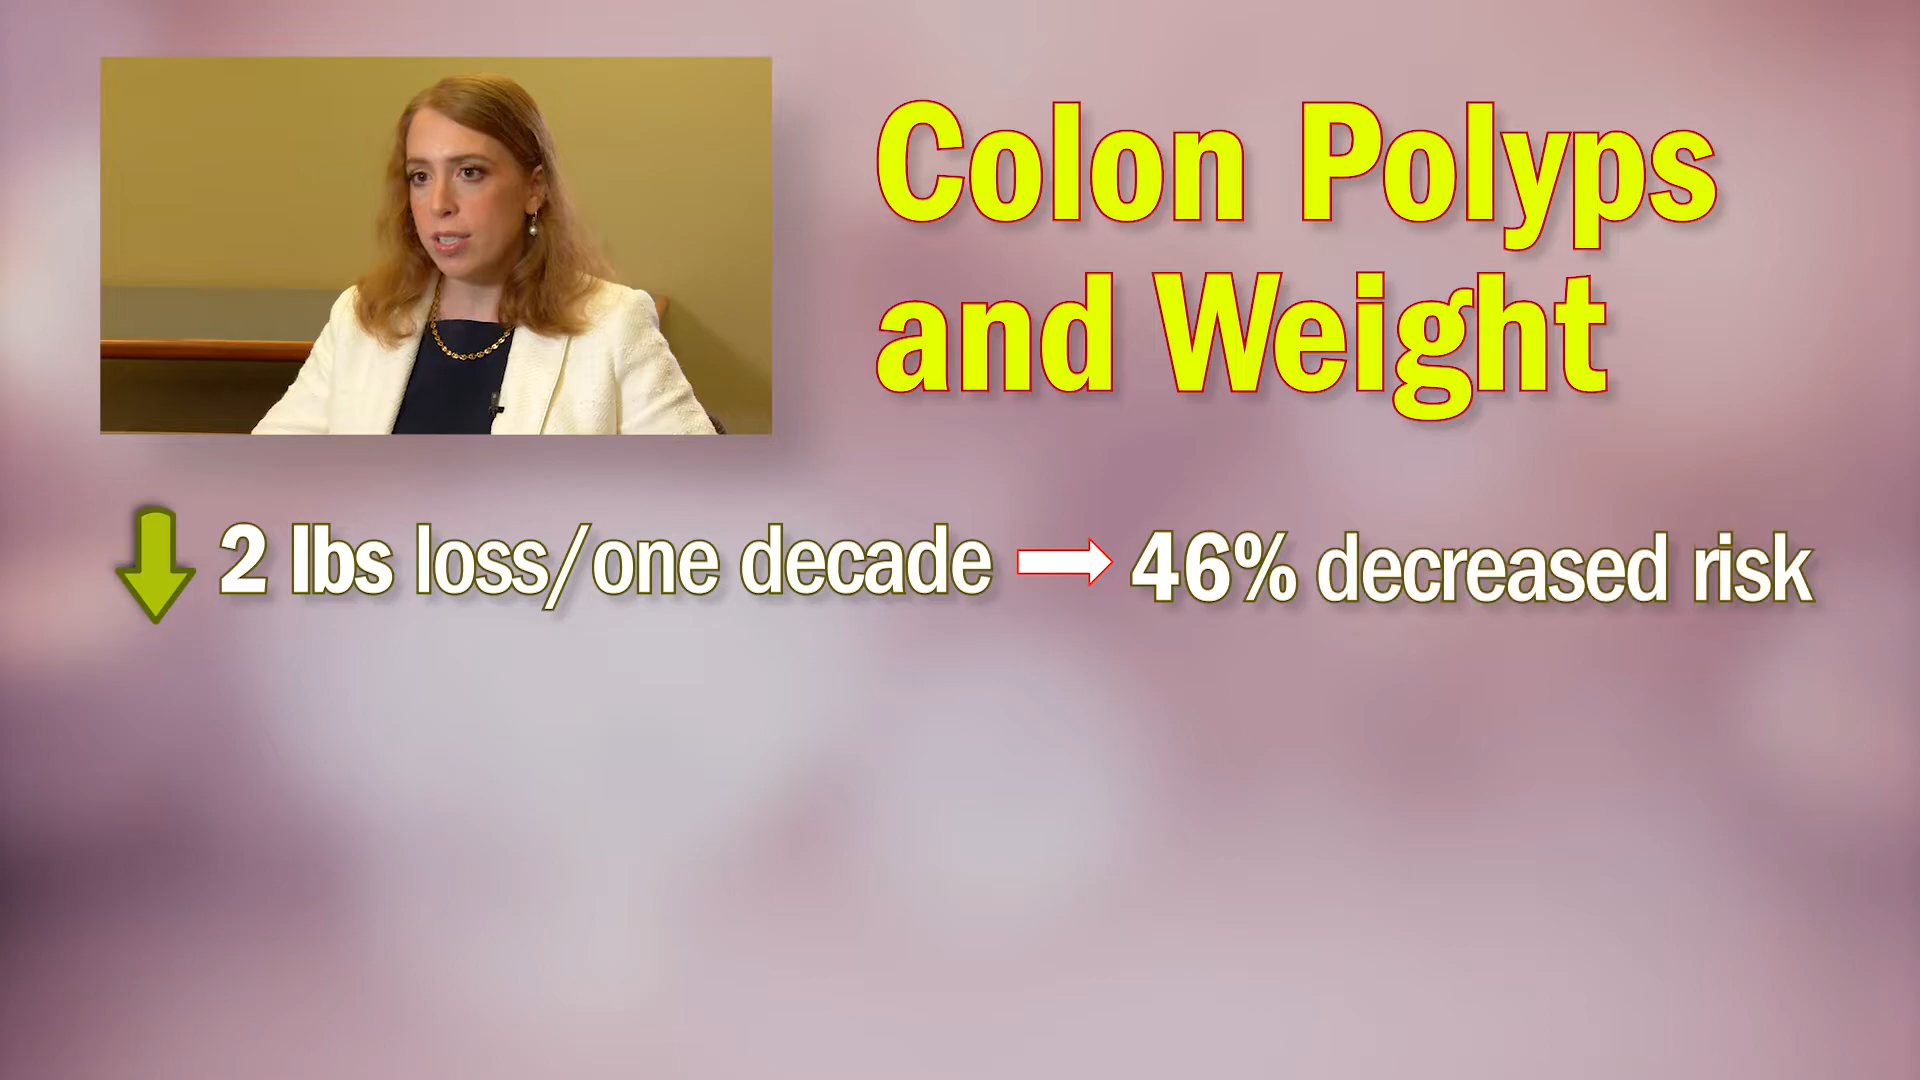 Colon Polyps
and Weight
2 lbs loss/one decade → 46% decreased risk